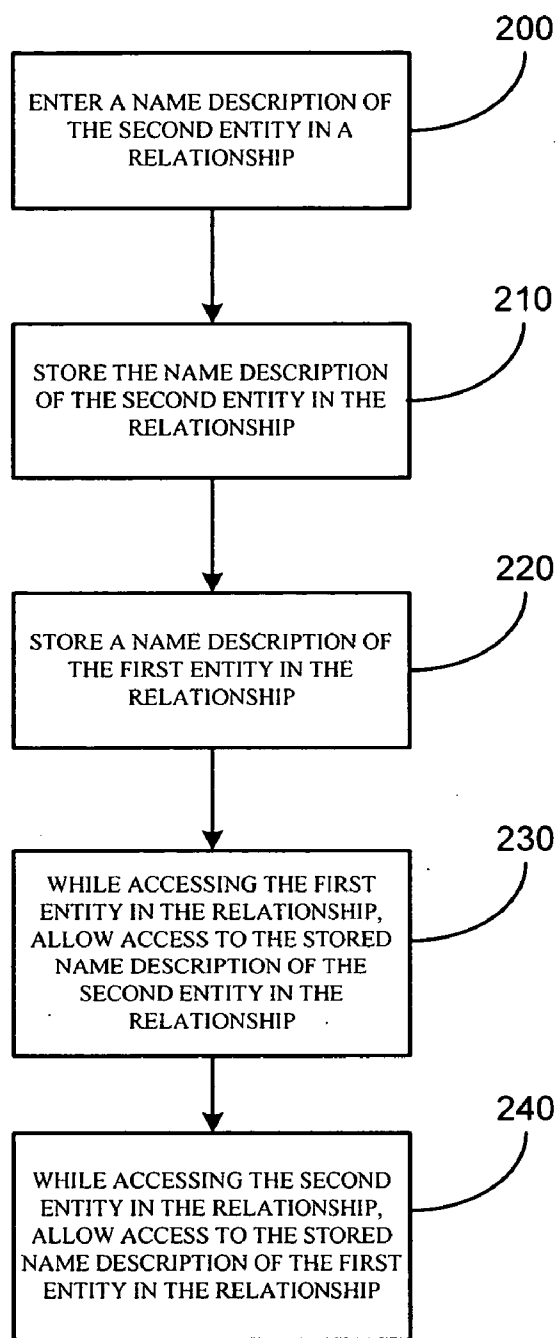 200
ENTER A NAME DESCRIPTION OF
THE SECOND ENTITY IN A
RELATIONSHIP
210
STORE THE NAME DESCRIPTION
OF THE SECOND ENTITY IN THE
RELATIONSHIP
220
STORE A NAME DESCRIPTION OF
THE FIRST ENTITY IN THE
RELATIONSHIP
230
WHILE ACCESSING THE FIRST
ENTITY IN THE RELATIONSHIP,
ALLOW ACCESS TO THE STORED
NAME DESCRIPTION OF THE
SECOND ENTITY IN THE
RELATIONSHIP
240
WHILE ACCESSING THE SECOND
ENTITY IN THE RELATIONSHIP,
ALLOW ACCESS TO THE STORED
NAME DESCRIPTION OF THE FIRST
ENTITY IN THE RELATIONSHIP